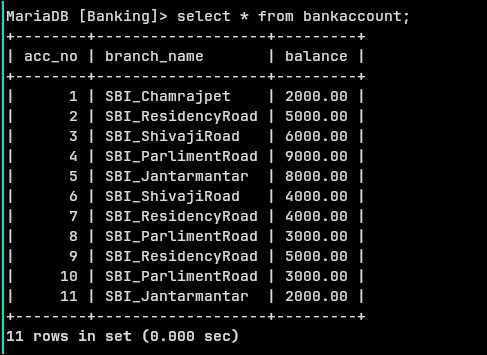 MariaDB [Banking]> select * from bankaccount;
+--------+------------------+---------+
| acc_no | branch_name      | balance |
+--------+------------------+---------+
|      1 | SBI_Chamrajpet   | 2000.00 |
|      2 | SBI_ResidencyRoad | 5000.00 |
|      3 | SBI_ShivajiRoad  | 6000.00 |
|      4 | SBI_ParlimentRoad | 9000.00 |
|      5 | SBI_Jantarmantar | 8000.00 |
|      6 | SBI_ShivajiRoad  | 4000.00 |
|      7 | SBI_ResidencyRoad | 4000.00 |
|      8 | SBI_ParlimentRoad | 3000.00 |
|      9 | SBI_ResidencyRoad | 5000.00 |
|     10 | SBI_ParlimentRoad | 3000.00 |
|     11 | SBI_Jantarmantar | 2000.00 |
+--------+------------------+---------+
11 rows in set (0.000 sec)